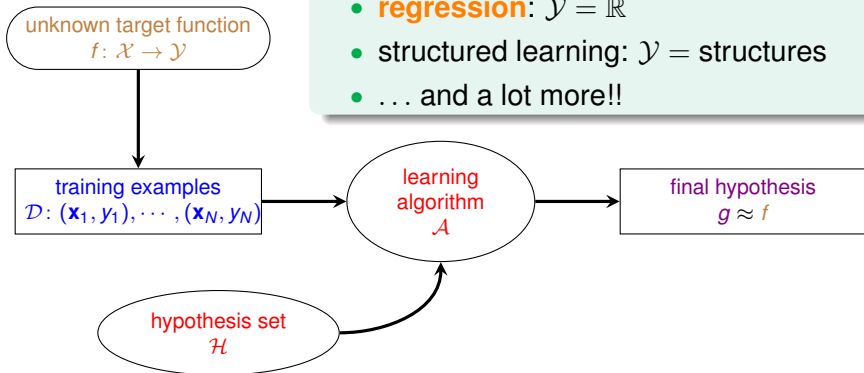 • regression: 𝒴 = ℝ
• structured learning: 𝒴 = structures
• … and a lot more!!
unknown target function
f : 𝒳 → 𝒴
training examples
𝒟 : (𝐱₁, y₁), ⋯ , (𝐱_N, y_N)
learning
algorithm
𝒜
final hypothesis
g ≈ f
hypothesis set
ℋ